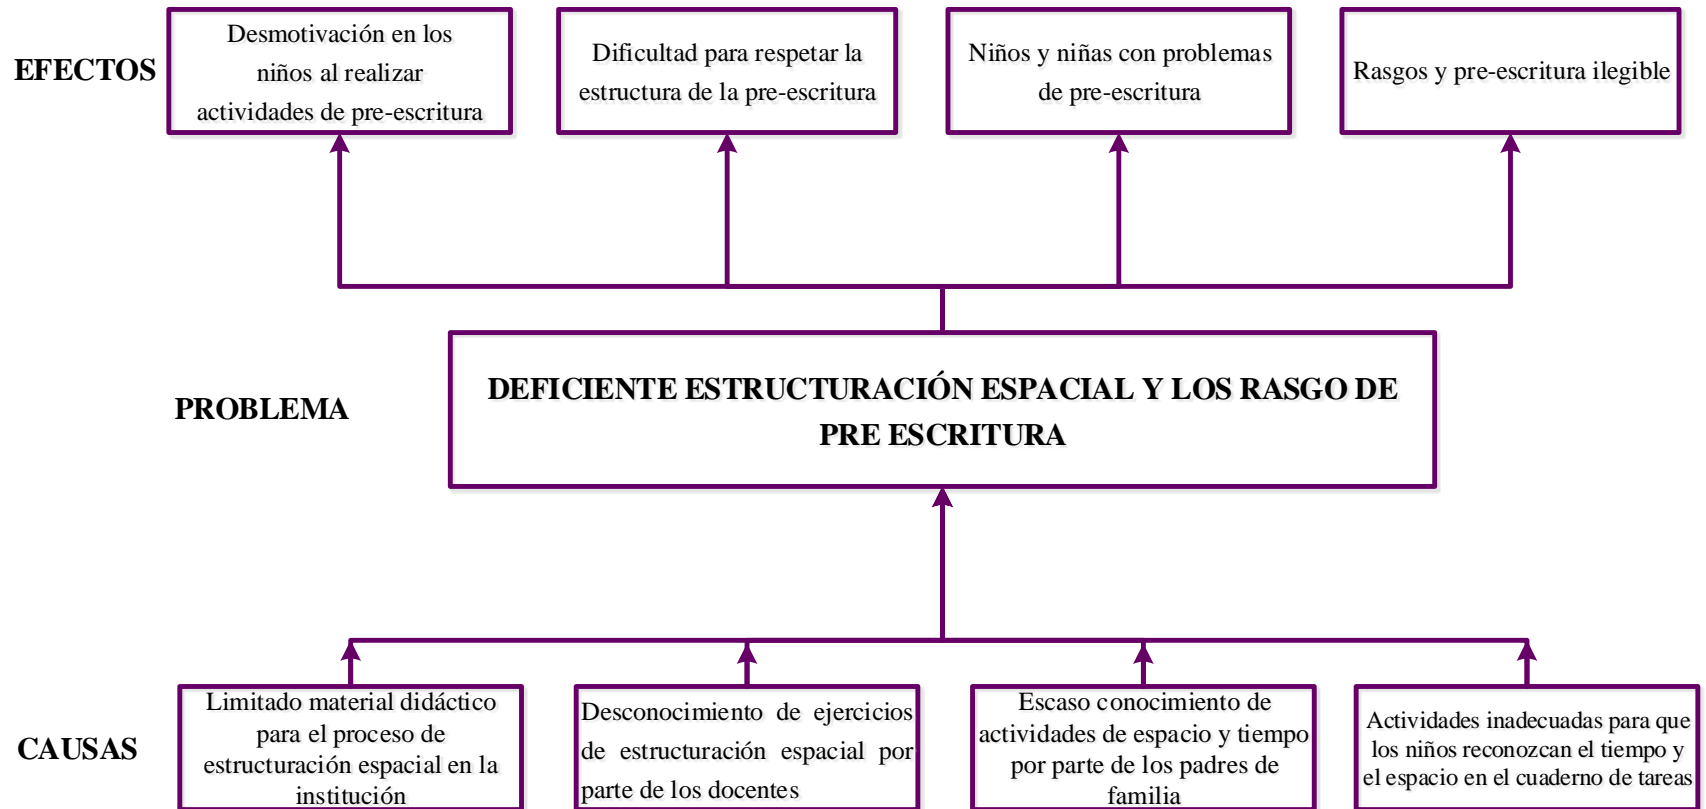 EFECTOS
Desmotivación en los
niños al realizar
actividades de pre-escritura
Dificultad para respetar la
estructura de la pre-escritura
Niños y niñas con problemas
de pre-escritura
Rasgos y pre-escritura ilegible
PROBLEMA
DEFICIENTE ESTRUCTURACIÓN ESPACIAL Y LOS RASGO DE
PRE ESCRITURA
CAUSAS
Limitado material didáctico
para el proceso de
estructuración espacial en la
institución
Desconocimiento de ejercicios
de estructuración espacial por
parte de los docentes
Escaso conocimiento de
actividades de espacio y tiempo
por parte de los padres de
familia
Actividades inadecuadas para que
los niños reconozcan el tiempo y
el espacio en el cuaderno de tareas